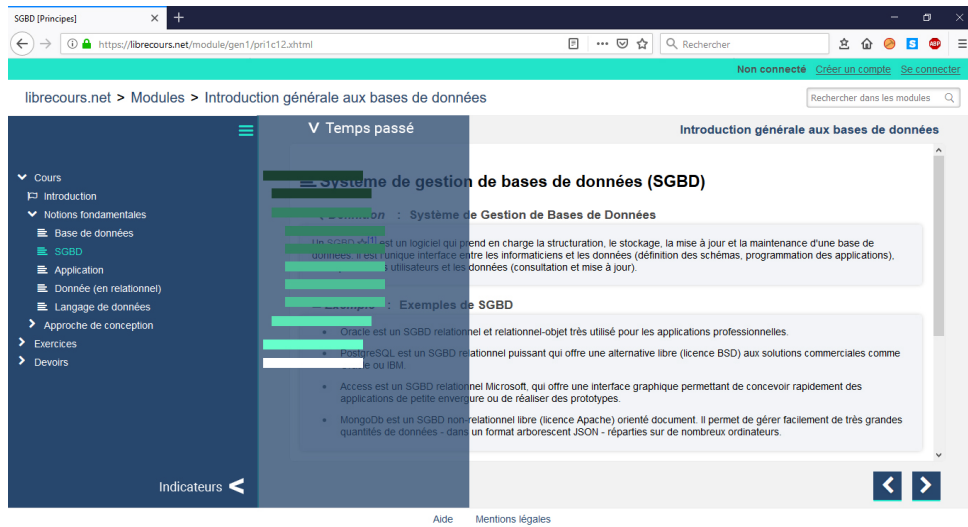 SGBD [Principes]
https://librecours.net/module/gen1/pri1c12.xhtml
Rechercher
Non connecté Créer un compte Se connecter
librecours.net > Modules > Introduction générale aux bases de données
Rechercher dans les modules
V Temps passé
Introduction générale aux bases de données
Cours
Introduction
Notions fondamentales
Base de données
SGBD
Application
Donnée (en relationnel)
Langage de données
Approche de conception
Exercices
Devoirs
Indicateurs <
Système de gestion de bases de données (SGBD)
: Système de Gestion de Bases de Données
Un SGBD [1] est un logiciel qui prend en charge la structuration, le stockage, la mise à jour et la maintenance d'une base de
données. Il est l'unique interface entre les informaticiens et les données (définition des schémas, programmation des applications),
utilisateurs et les données (consultation et mise à jour).
: Exemples de SGBD
Oracle est un SGBD relationnel et relationnel-objet très utilisé pour les applications professionnelles.
PostgreSQL est un SGBD relationnel puissant qui offre une alternative libre (licence BSD) aux solutions commerciales comme
Oracle ou IBM.
Access est un SGBD relationnel Microsoft, qui offre une interface graphique permettant de concevoir rapidement des
applications de petite envergure ou de réaliser des prototypes.
MongoDb est un SGBD non-relationnel libre (licence Apache) orienté document. Il permet de gérer facilement de très grandes
quantités de données - dans un format arborescent JSON - réparties sur de nombreux ordinateurs.
Aide Mentions légales